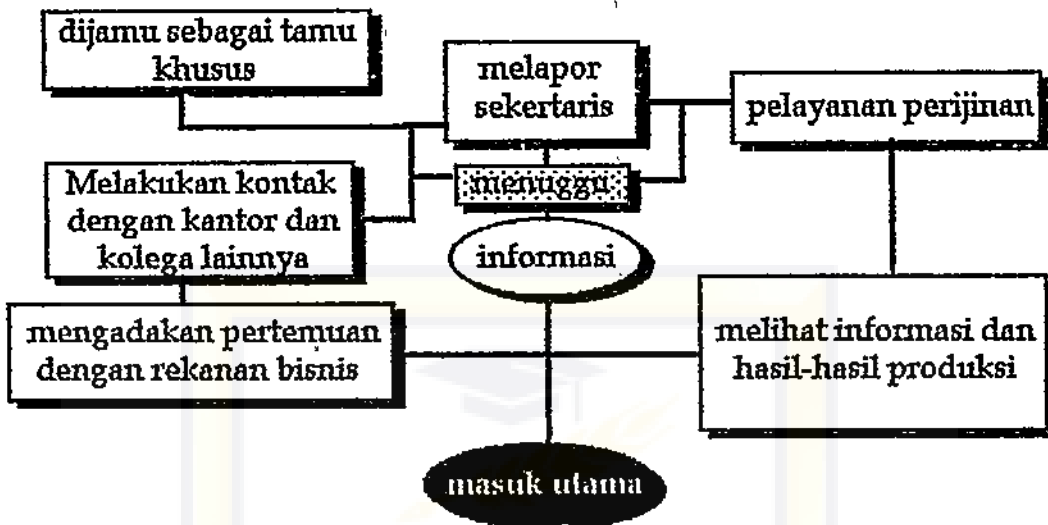 dijamu sebagai tamu
khusus
melapor
sekertaris
pelayanan perijinan
Melakukan kontak
dengan kantor dan
kolega lainnya
menuggu
informasi
mengadakan pertemuan
dengan rekanan bisnis
melihat informasi dan
hasil-hasil produksi
masuk utama